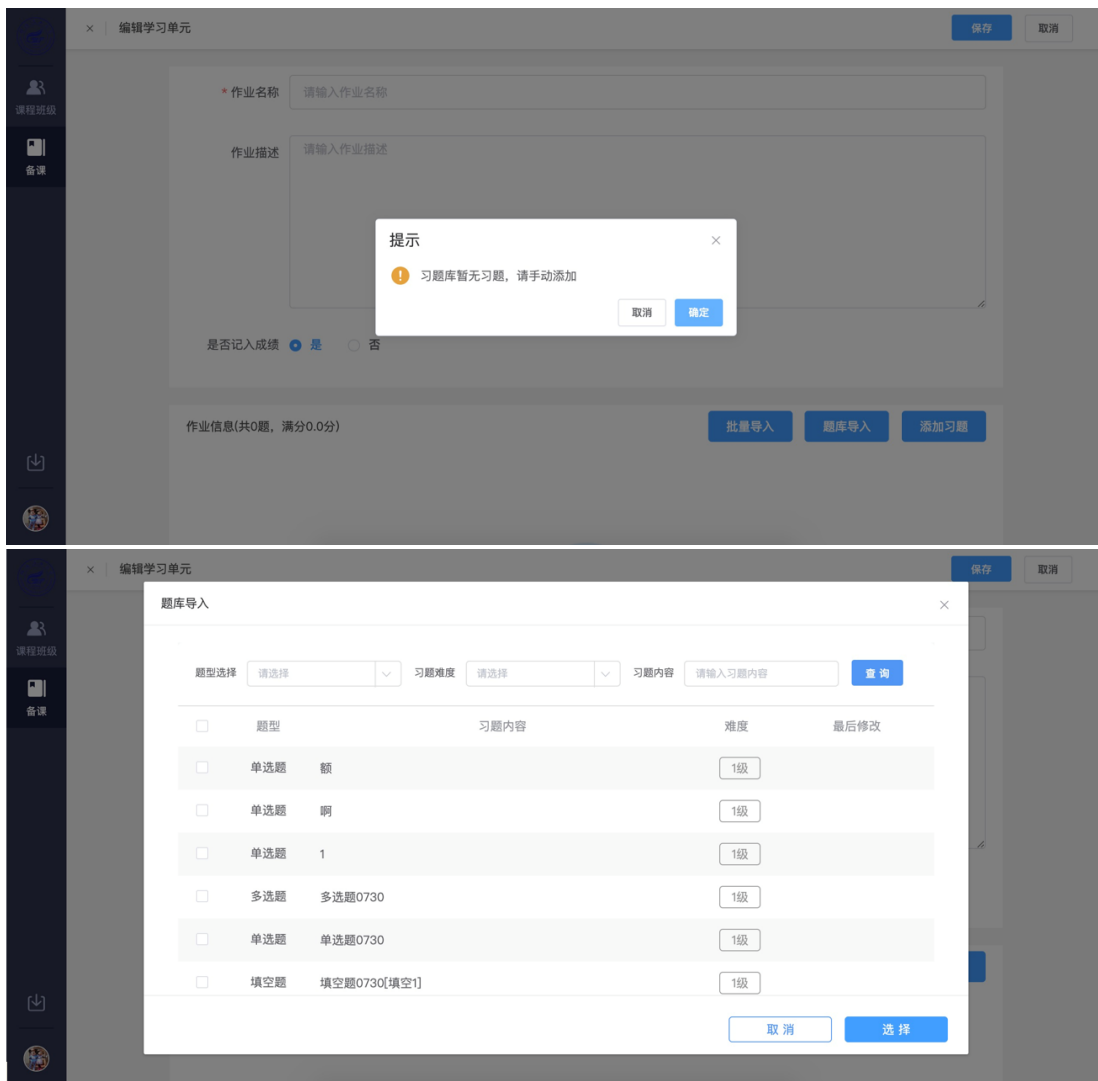 × 编辑学习单元 保存 取消
课程班级
备课
* 作业名称 请输入作业名称
作业描述 请输入作业描述
提示 ×
! 习题库暂无习题，请手动添加
取消 确定
是否记入成绩 是 否
作业信息(共0题，满分0.0分) 批量导入 题库导入 添加习题
× 编辑学习单元 保存 取消
课程班级
备课
题库导入 ×
题型选择 请选择 习题难度 请选择 习题内容 请输入习题内容 查询
题型 习题内容 难度 最后修改
单选题 额 1级
单选题 啊 1级
单选题 1 1级
多选题 多选题0730 1级
单选题 单选题0730 1级
填空题 填空题0730[填空1] 1级
取消 选择